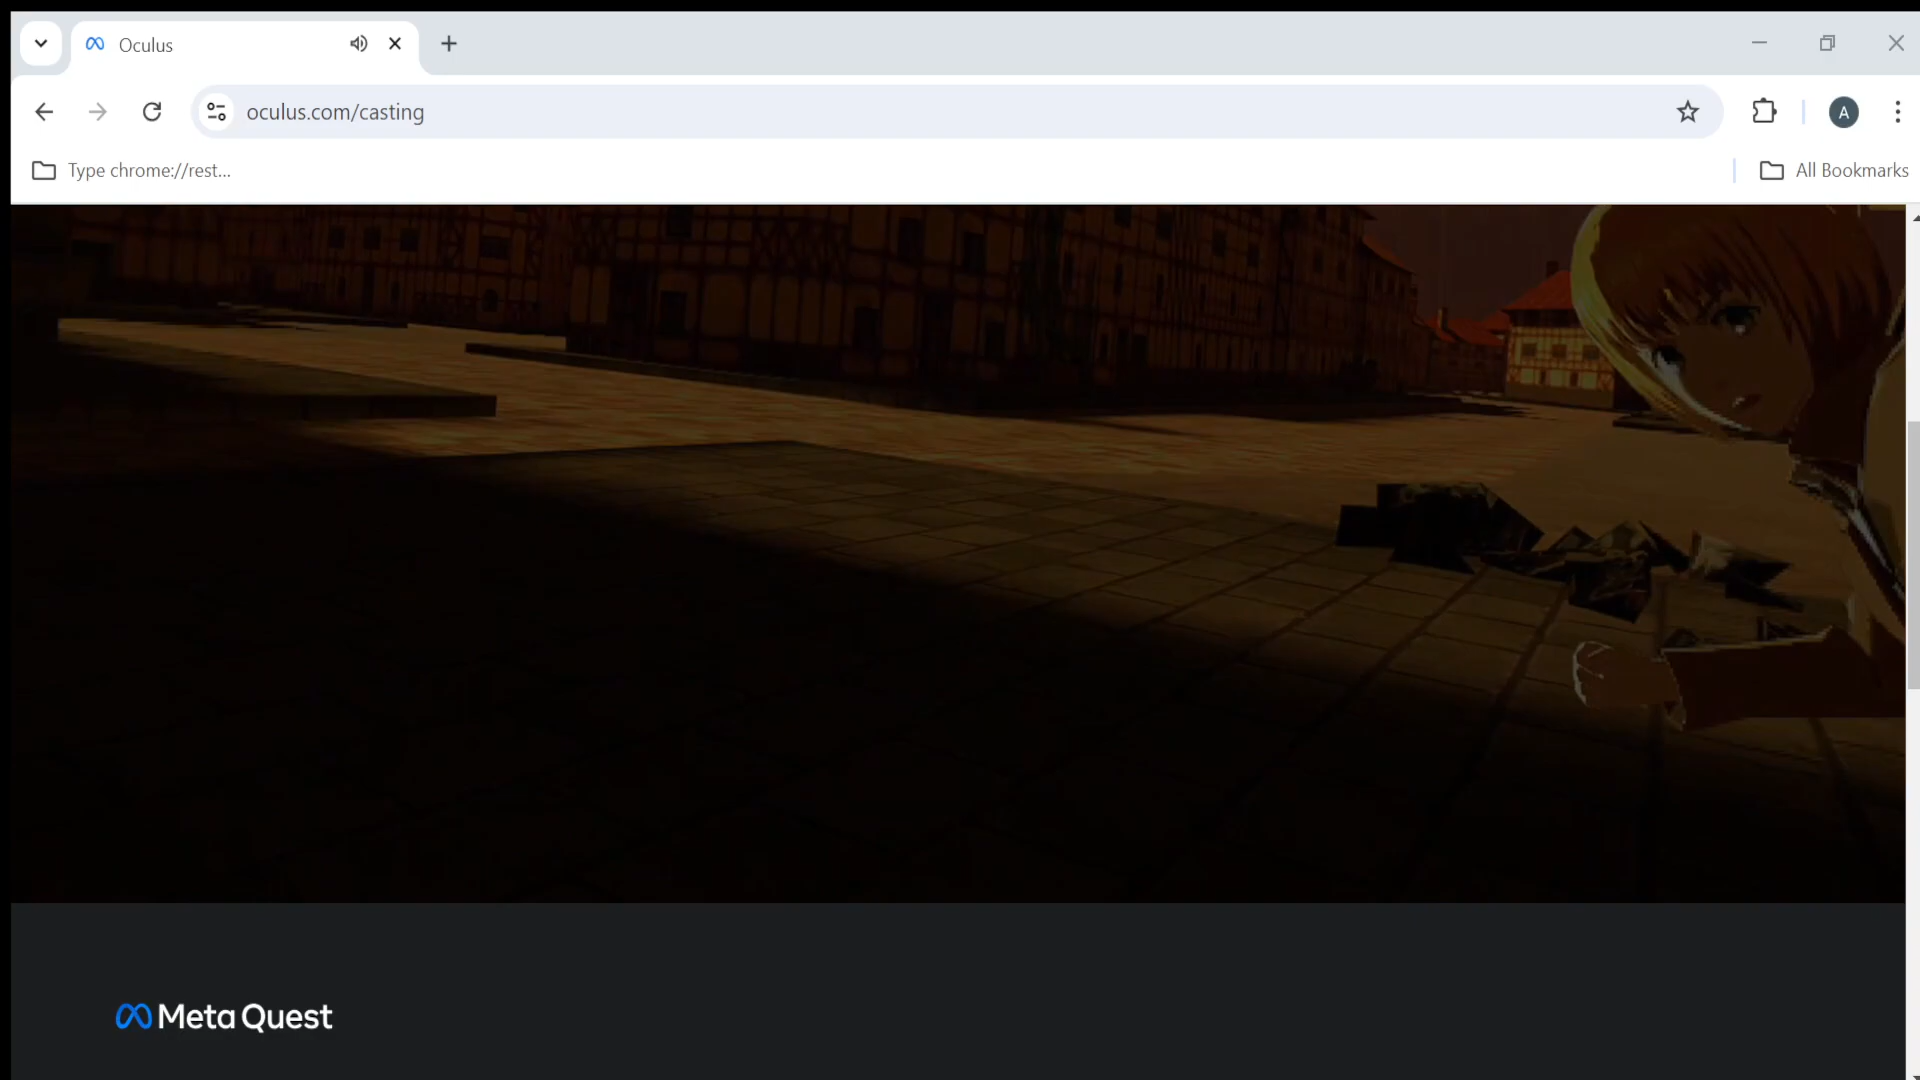 Oculus
oculus.com/casting
A
Type chrome://rest...
All Bookmarks
Meta Quest